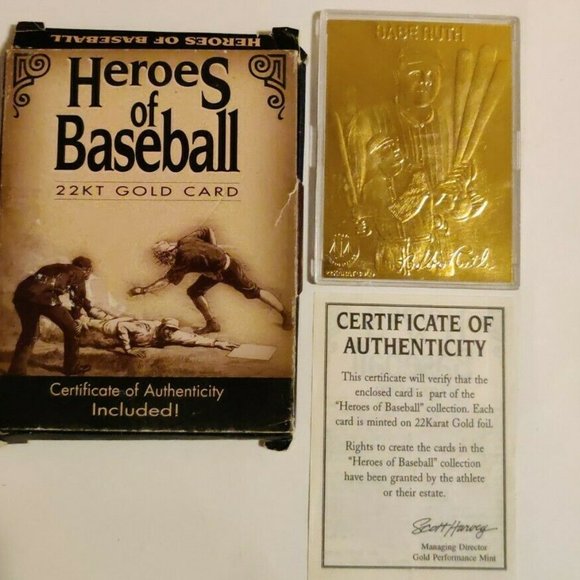 HEROES OF BASEBALL
Heroes
of
Baseball
22KT GOLD CARD
Certificate of Authenticity
Included!
BABE RUTH
CERTIFICATE OF
AUTHENTICITY
This certificate will verify that the
enclosed card is part of the
"Heroes of Baseball" collection. Each
card is minted on 22Karat Gold foil.
Rights to create the cards in the
"Heroes of Baseball" collection
have been granted by the athlete
or their estate.
Scott Harvey
Managing Director
Gold Performance Mint